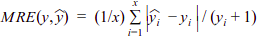 MRE(y, ŷ) = (1/x) ∑_{i=1}^{x} |ŷ_i − y_i| / (y_i + 1)